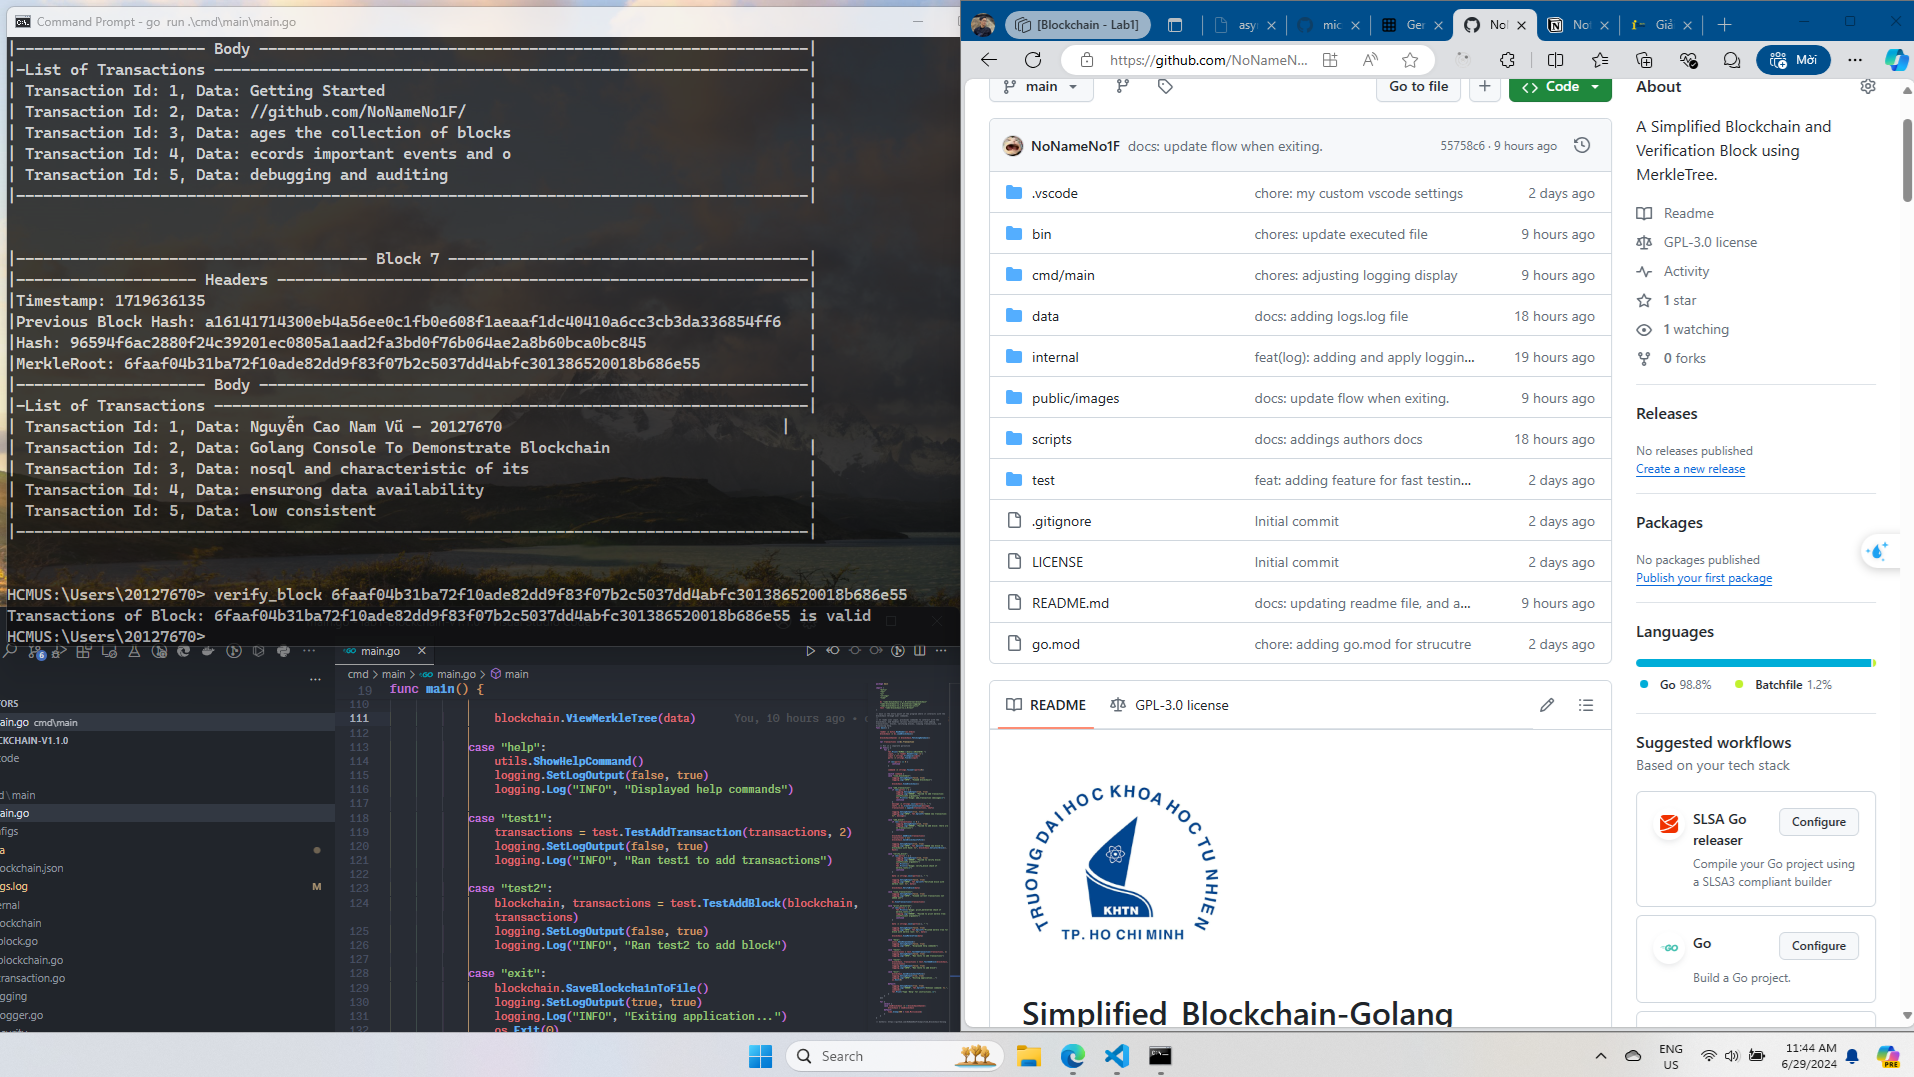 Command Prompt - go  run .\cmd\main\main.go
|--------------------- Body -------------------------------------------------------------|
|-List of Transactions ------------------------------------------------------------------|
| Transaction Id: 1, Data: Getting Started |
| Transaction Id: 2, Data: //github.com/NoNameNo1F/ |
| Transaction Id: 3, Data: ages the collection of blocks |
| Transaction Id: 4, Data: ecords important events and o |
| Transaction Id: 5, Data: debugging and auditing |
|----------------------------------------------------------------------------------------|
|--------------------------------------- Block 7 ----------------------------------------|
|-------------------- Headers -----------------------------------------------------------|
|Timestamp: 1719636135 |
|Previous Block Hash: a16141714300eb4a56ee0c1fb0e608f1aeaaf1dc40410a6cc3cb3da336854ff6 |
|Hash: 96594f6ac2880f24c39201ec0805a1aad2fa3bd0f76b064ae2a8b60bca0bc845 |
|MerkleRoot: 6faaf04b31ba72f10ade82dd9f83f07b2c5037dd4abfc301386520018b686e55 |
|--------------------- Body -------------------------------------------------------------|
|-List of Transactions ------------------------------------------------------------------|
| Transaction Id: 1, Data: Nguyễn Cao Nam Vũ - 20127670 |
| Transaction Id: 2, Data: Golang Console To Demonstrate Blockchain |
| Transaction Id: 3, Data: nosql and characteristic of its |
| Transaction Id: 4, Data: ensurong data availability |
| Transaction Id: 5, Data: low consistent |
|----------------------------------------------------------------------------------------|
HCMUS:\Users\20127670> verify_block 6faaf04b31ba72f10ade82dd9f83f07b2c5037dd4abfc301386520018b686e55
Transactions of Block: 6faaf04b31ba72f10ade82dd9f83f07b2c5037dd4abfc301386520018b686e55 is valid
HCMUS:\Users\20127670>
6
main.go
...
TORS
ain.go cmd\main
CKCHAIN-V1.1.0
code
d\main
ain.go
nfigs
a
ockchain.json
gs.log M
ernal
ockchain
block.go
blockchain.go
transaction.go
gging
ogger.go
cmd > main > main.go > main
19 func main() {
110
111 blockchain.ViewMerkleTree(data) You, 10 hours ago •
112
113 case "help":
114 utils.ShowHelpCommand()
115 logging.SetLogOutput(false, true)
116 logging.Log("INFO", "Displayed help commands")
117
118 case "test1":
119 transactions = test.TestAddTransaction(transactions, 2)
120 logging.SetLogOutput(false, true)
121 logging.Log("INFO", "Ran test1 to add transactions")
122
123 case "test2":
124 blockchain, transactions = test.TestAddBlock(blockchain,
transactions)
125 logging.SetLogOutput(false, true)
126 logging.Log("INFO", "Ran test2 to add block")
127
128 case "exit":
129 blockchain.SaveBlockchainToFile()
130 logging.SetLogOutput(true, true)
131 logging.Log("INFO", "Exiting application...")
132 os.Exit(0)
[Blockchain - Lab1] asy mic Ger NoI Not Giả
https://github.com/NoNameN... Mời
main Go to file + Code
NoNameNo1F docs: update flow when exiting. 55758c6 · 9 hours ago
.vscode chore: my custom vscode settings 2 days ago
bin chores: update executed file 9 hours ago
cmd/main chores: adjusting logging display 9 hours ago
data docs: adding logs.log file 18 hours ago
internal feat(log): adding and apply loggin... 19 hours ago
public/images docs: update flow when exiting. 9 hours ago
scripts docs: addings authors docs 18 hours ago
test feat: adding feature for fast testin... 2 days ago
.gitignore Initial commit 2 days ago
LICENSE Initial commit 2 days ago
README.md docs: updating readme file, and a... 9 hours ago
go.mod chore: adding go.mod for strucutre 2 days ago
README GPL-3.0 license
TRUONG DAI HOC KHOA HOC TU NHIEN
KHTN
TP. HO CHI MINH
Simplified Blockchain-Golang
About
A Simplified Blockchain and
Verification Block using
MerkleTree.
Readme
GPL-3.0 license
Activity
1 star
1 watching
0 forks
Releases
No releases published
Create a new release
Packages
No packages published
Publish your first package
Languages
Go 98.8% Batchfile 1.2%
Suggested workflows
Based on your tech stack
SLSA Go
releaser
Configure
Compile your Go project using
a SLSA3 compliant builder
GO
Go
Configure
Build a Go project.
Search
ENG
US
11:44 AM
6/29/2024
PRE